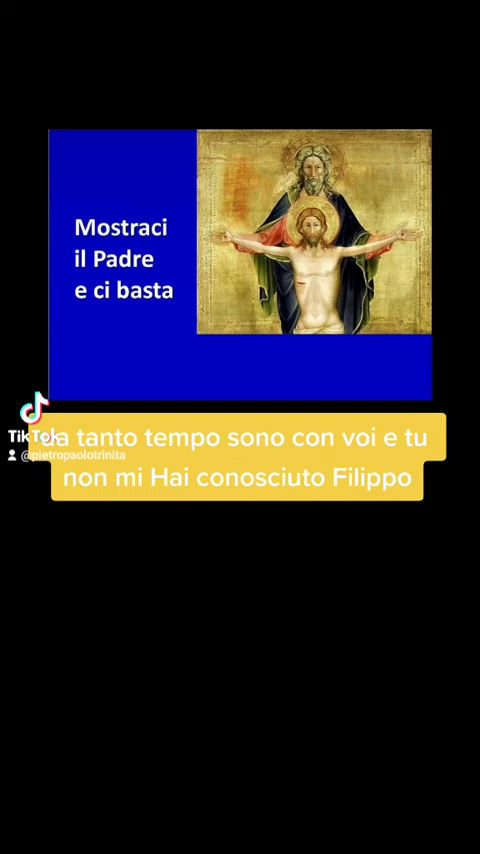 Mostraci
il Padre
e ci basta
da tanto tempo sono con voi e tu
non mi Hai conosciuto Filippo
TikTok
@pietropaolotrinita